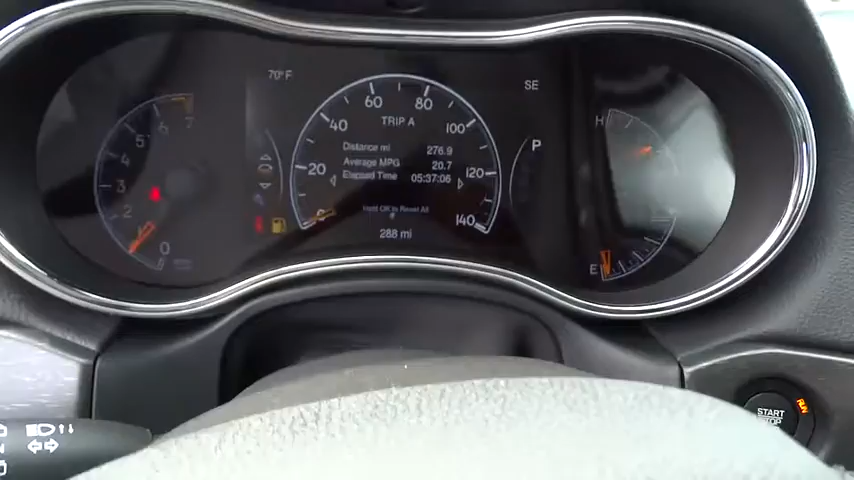 70°F
SE
TRIP A
Distance mi 276.9
Average MPG 20.7
Elapsed Time 05:37:06
Hold OK to Reset All
288 mi
0
20
40
60
80
100
120
140
0
2
3
4
5
6
7
P
H
E
START
STOP
RUN